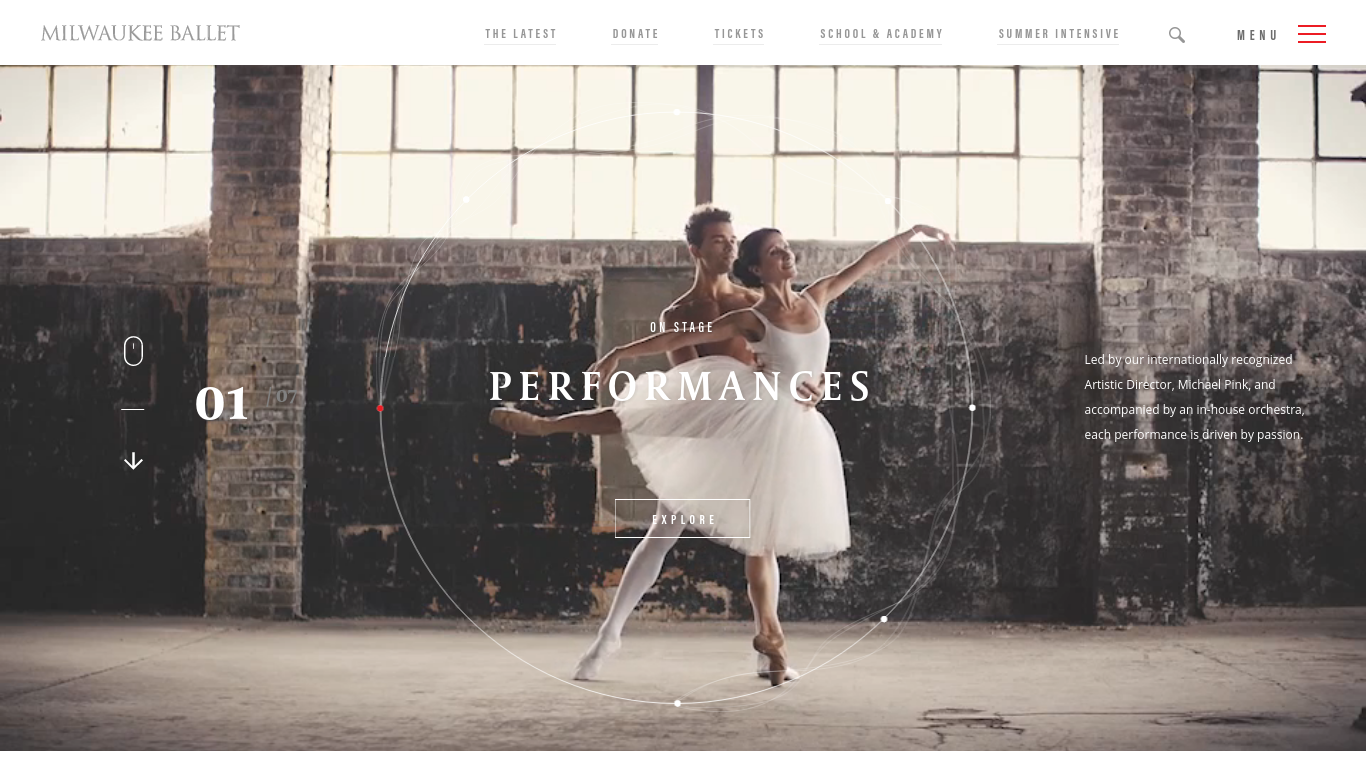 MILWAUKEE BALLET
THE LATEST
DONATE
TICKETS
SCHOOL & ACADEMY
SUMMER INTENSIVE
MENU
ON STAGE
PERFORMANCES
EXPLORE
01 / 07
Led by our internationally recognized
Artistic Director, Michael Pink, and
accompanied by an in-house orchestra,
each performance is driven by passion.